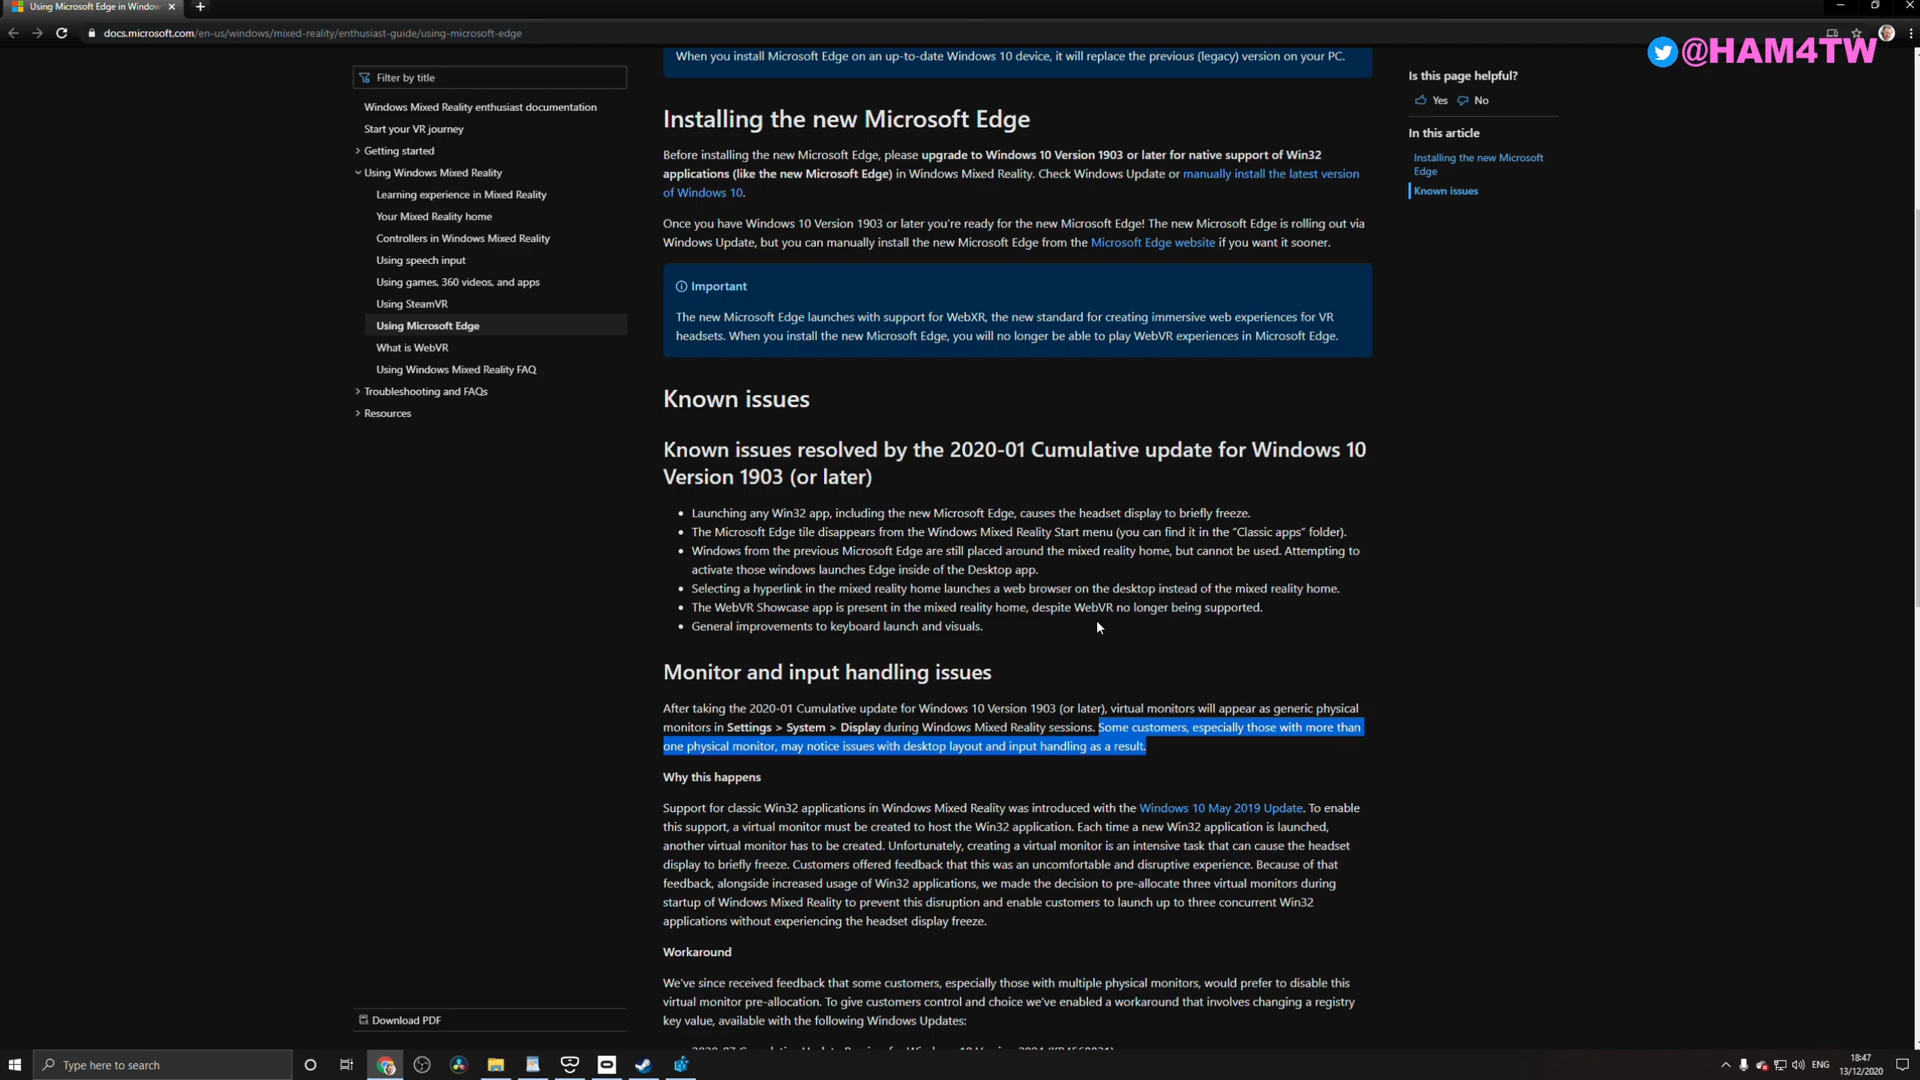 Using Microsoft Edge in Window
docs.microsoft.com/en-us/windows/mixed-reality/enthusiast-guide/using-microsoft-edge
@HAM4TW
Filter by title
Windows Mixed Reality enthusiast documentation
Start your VR journey
Getting started
Using Windows Mixed Reality
Learning experience in Mixed Reality
Your Mixed Reality home
Controllers in Windows Mixed Reality
Using speech input
Using games, 360 videos, and apps
Using SteamVR
Using Microsoft Edge
What is WebVR
Using Windows Mixed Reality FAQ
Troubleshooting and FAQs
Resources
Download PDF
When you install Microsoft Edge on an up-to-date Windows 10 device, it will replace the previous (legacy) version on your PC.
Installing the new Microsoft Edge
Before installing the new Microsoft Edge, please upgrade to Windows 10 Version 1903 or later for native support of Win32
applications (like the new Microsoft Edge) in Windows Mixed Reality. Check Windows Update or manually install the latest version
of Windows 10.
Once you have Windows 10 Version 1903 or later you're ready for the new Microsoft Edge! The new Microsoft Edge is rolling out via
Windows Update, but you can manually install the new Microsoft Edge from the Microsoft Edge website if you want it sooner.
Important
The new Microsoft Edge launches with support for WebXR, the new standard for creating immersive web experiences for VR
headsets. When you install the new Microsoft Edge, you will no longer be able to play WebVR experiences in Microsoft Edge.
Known issues
Known issues resolved by the 2020-01 Cumulative update for Windows 10
Version 1903 (or later)
• Launching any Win32 app, including the new Microsoft Edge, causes the headset display to briefly freeze.
• The Microsoft Edge tile disappears from the Windows Mixed Reality Start menu (you can find it in the "Classic apps" folder).
• Windows from the previous Microsoft Edge are still placed around the mixed reality home, but cannot be used. Attempting to
activate those windows launches Edge inside of the Desktop app.
• Selecting a hyperlink in the mixed reality home launches a web browser on the desktop instead of the mixed reality home.
• The WebVR Showcase app is present in the mixed reality home, despite WebVR no longer being supported.
• General improvements to keyboard launch and visuals.
Monitor and input handling issues
After taking the 2020-01 Cumulative update for Windows 10 Version 1903 (or later), virtual monitors will appear as generic physical
monitors in Settings > System > Display during Windows Mixed Reality sessions. Some customers, especially those with more than
one physical monitor, may notice issues with desktop layout and input handling as a result.
Why this happens
Support for classic Win32 applications in Windows Mixed Reality was introduced with the Windows 10 May 2019 Update. To enable
this support, a virtual monitor must be created to host the Win32 application. Each time a new Win32 application is launched,
another virtual monitor has to be created. Unfortunately, creating a virtual monitor is an intensive task that can cause the headset
display to briefly freeze. Customers offered feedback that this was an uncomfortable and disruptive experience. Because of that
feedback, alongside increased usage of Win32 applications, we made the decision to pre-allocate three virtual monitors during
startup of Windows Mixed Reality to prevent this disruption and enable customers to launch up to three concurrent Win32
applications without experiencing the headset display freeze.
Workaround
We've since received feedback that some customers, especially those with multiple physical monitors, would prefer to disable this
virtual monitor pre-allocation. To give customers control and choice we've enabled a workaround that involves changing a registry
key value, available with the following Windows Updates:
Is this page helpful?
Yes No
In this article
Installing the new Microsoft
Edge
Known issues
Type here to search
ENG
18:47
13/12/2020